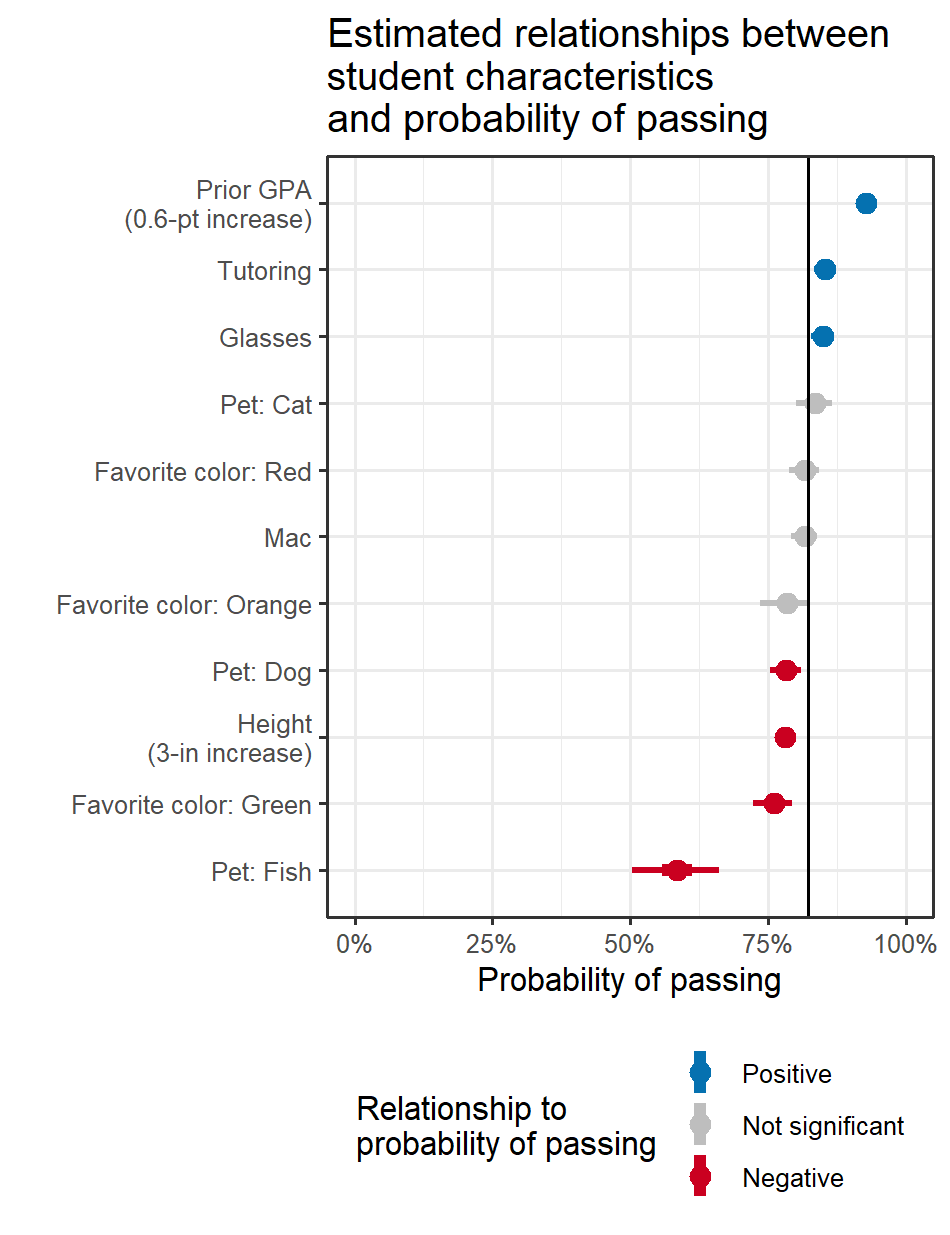 Estimated relationships between
student characteristics
and probability of passing
Prior GPA
(0.6-pt increase)
Tutoring
Glasses
Pet: Cat
Favorite color: Red
Mac
Favorite color: Orange
Pet: Dog
Height
(3-in increase)
Favorite color: Green
Pet: Fish
0% 25% 50% 75% 100%
Probability of passing
Relationship to
probability of passing
Positive
Not significant
Negative